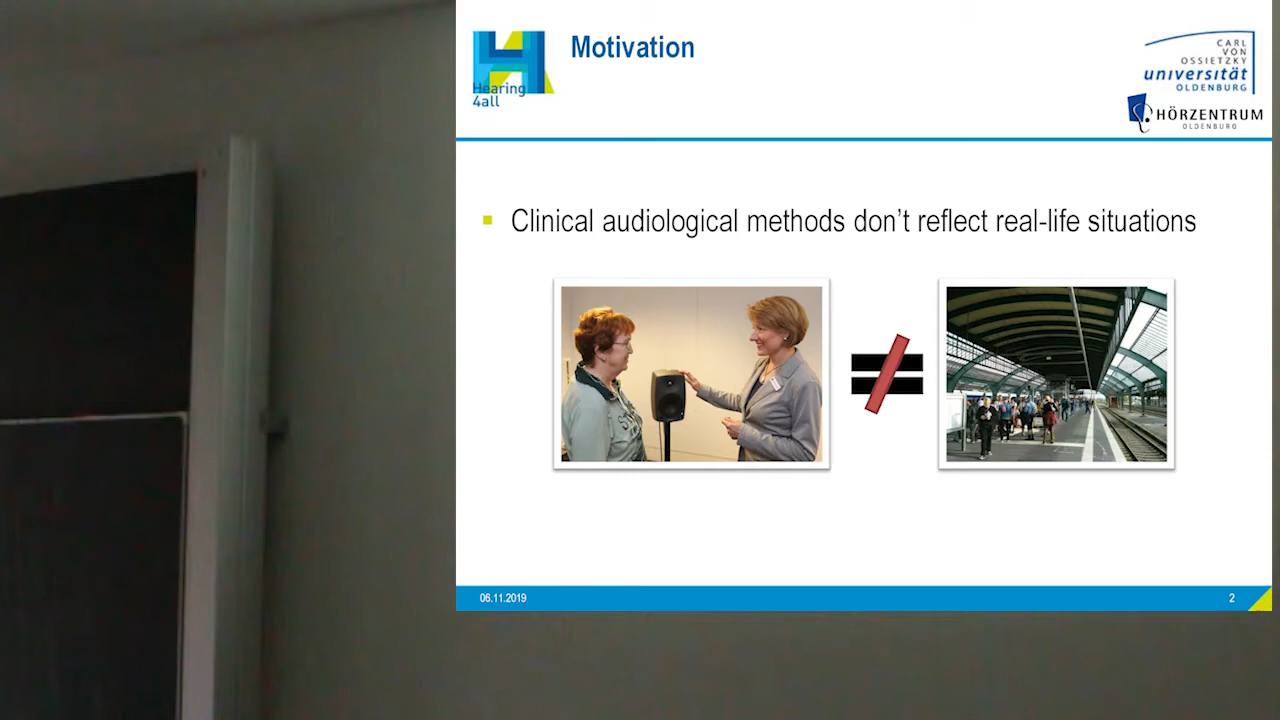 Motivation
Hearing
4all
CARL
VON
OSSIETZKY
universität
OLDENBURG
HÖRZENTRUM
OLDENBURG
Clinical audiological methods don't reflect real-life situations
06.11.2019
2